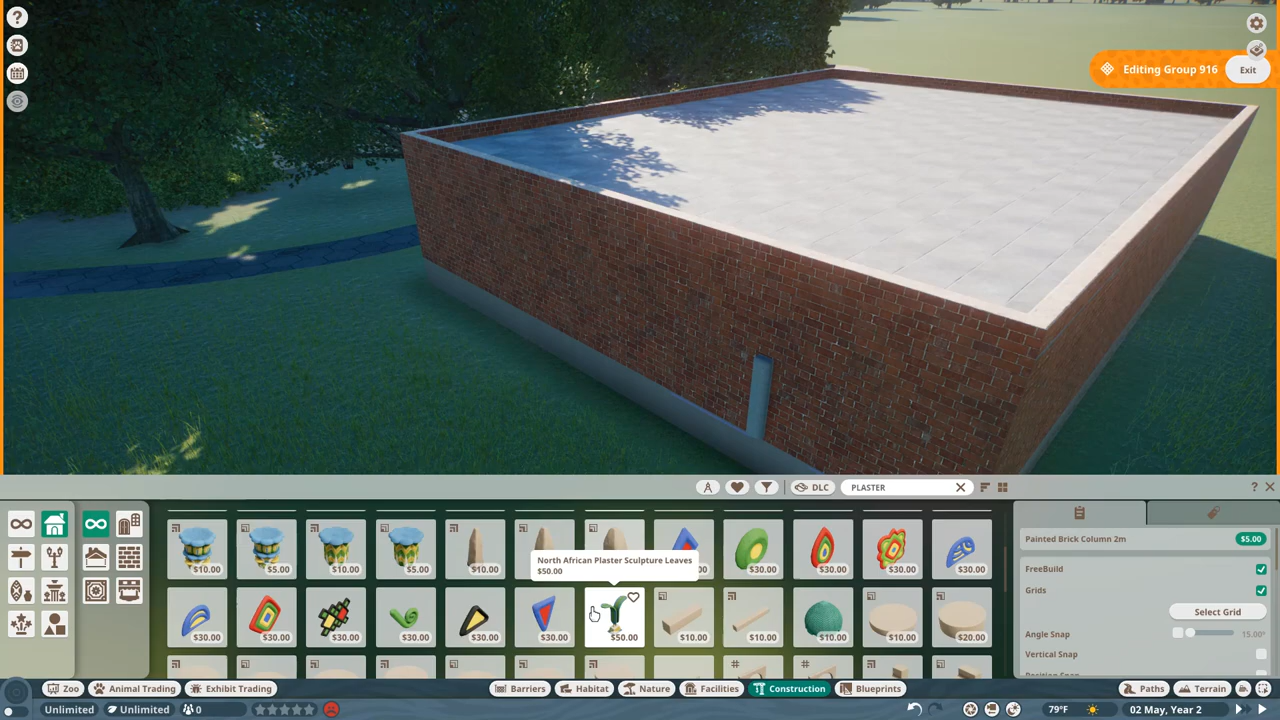 Editing Group 916
Exit
DLC
PLASTER
North African Plaster Sculpture Leaves
$50.00
$10.00
$5.00
$10.00
$5.00
$10.00
$30.00
$30.00
$30.00
$30.00
$30.00
$30.00
$30.00
$30.00
$30.00
$30.00
$50.00
$10.00
$10.00
$10.00
$10.00
$20.00
Painted Brick Column 2m
$5.00
FreeBuild
Grids
Select Grid
Angle Snap
15.00°
Vertical Snap
Zoo
Animal Trading
Exhibit Trading
Barriers
Habitat
Nature
Facilities
Construction
Blueprints
Paths
Terrain
Unlimited
Unlimited
0
79°F
02 May, Year 2